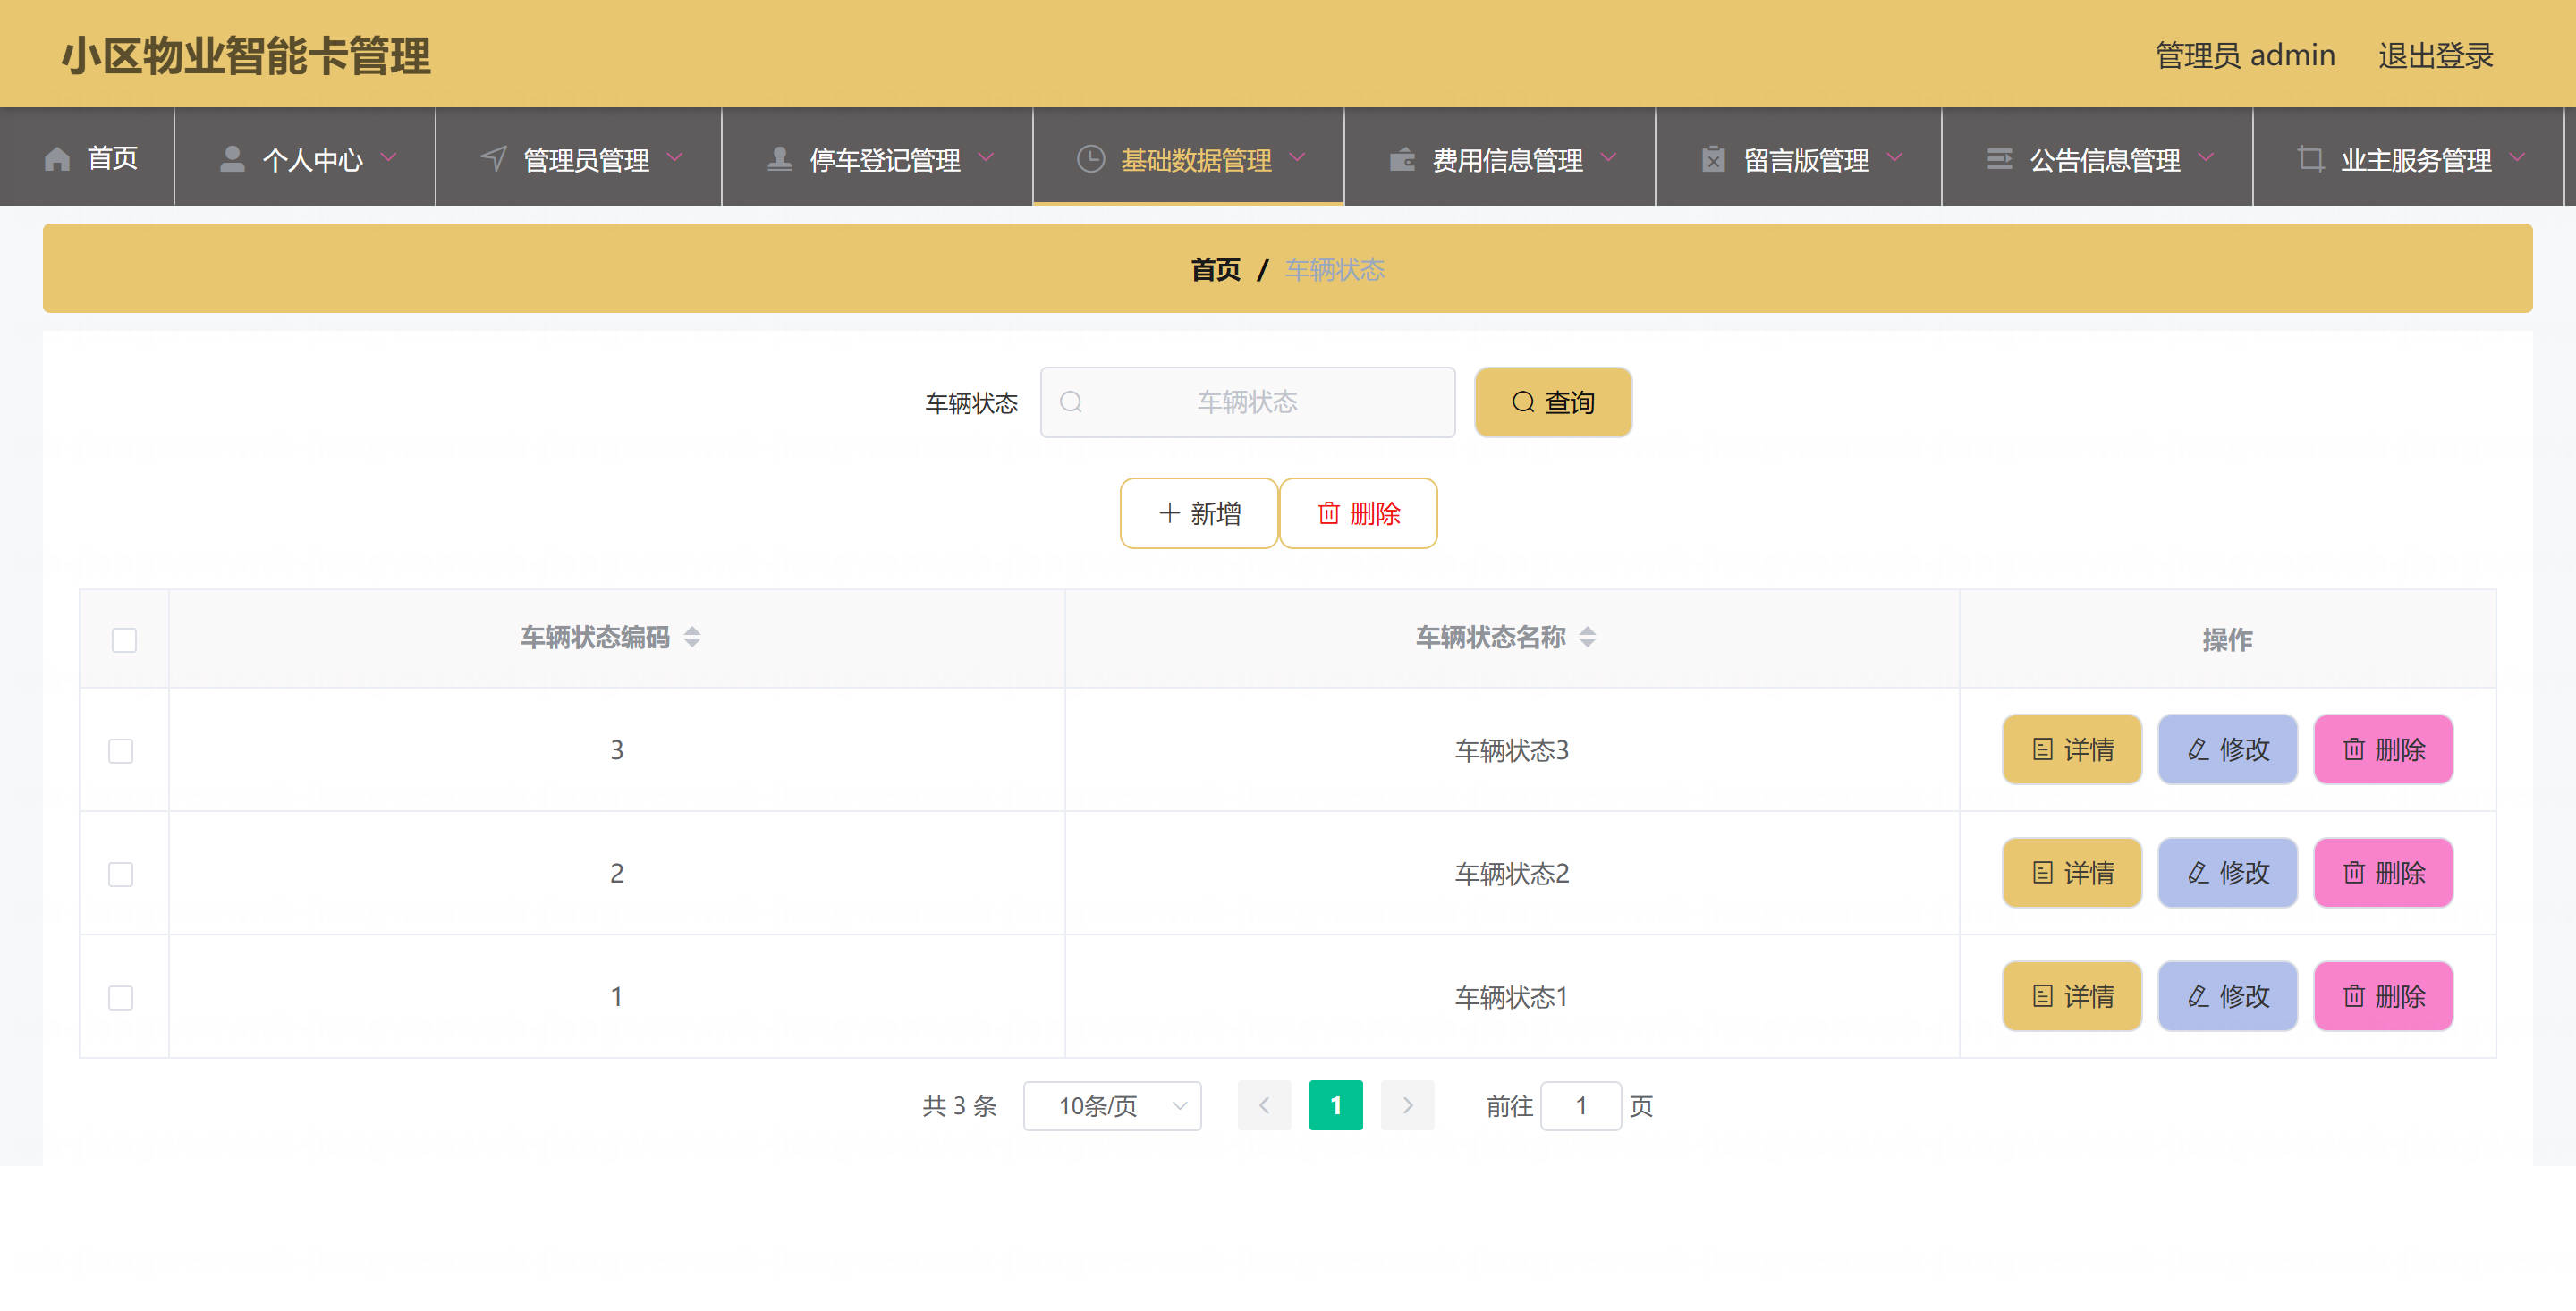 小区物业智能卡管理 管理员 admin 退出登录
首页 个人中心 管理员管理 停车登记管理 基础数据管理 费用信息管理 留言版管理 公告信息管理 业主服务管理
首页 / 车辆状态
车辆状态 车辆状态 查询
新增 删除
车辆状态编码 车辆状态名称 操作
3 车辆状态3 详情 修改 删除
2 车辆状态2 详情 修改 删除
1 车辆状态1 详情 修改 删除
共 3 条 10条/页 1 前往 1 页